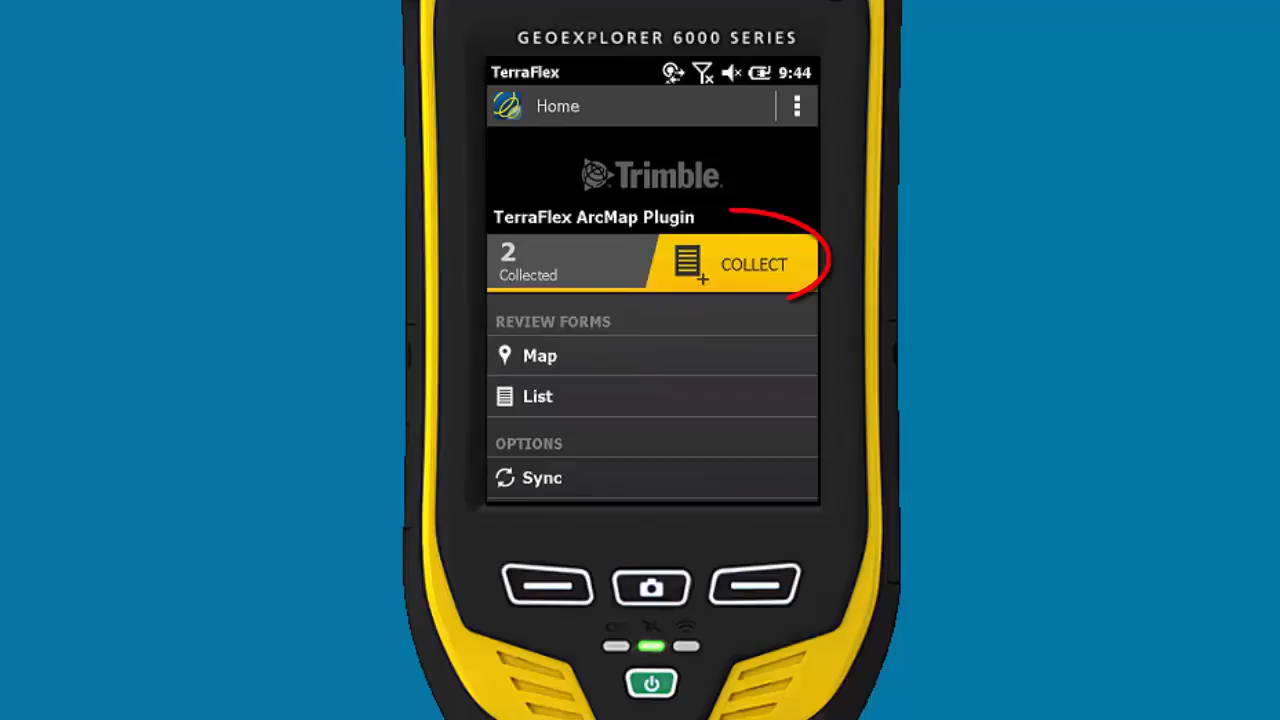 GEOEXPLORER 6000 SERIES
TerraFlex 9:44
Home
Trimble.
TerraFlex ArcMap Plugin
2
Collected
COLLECT
REVIEW FORMS
Map
List
OPTIONS
Sync